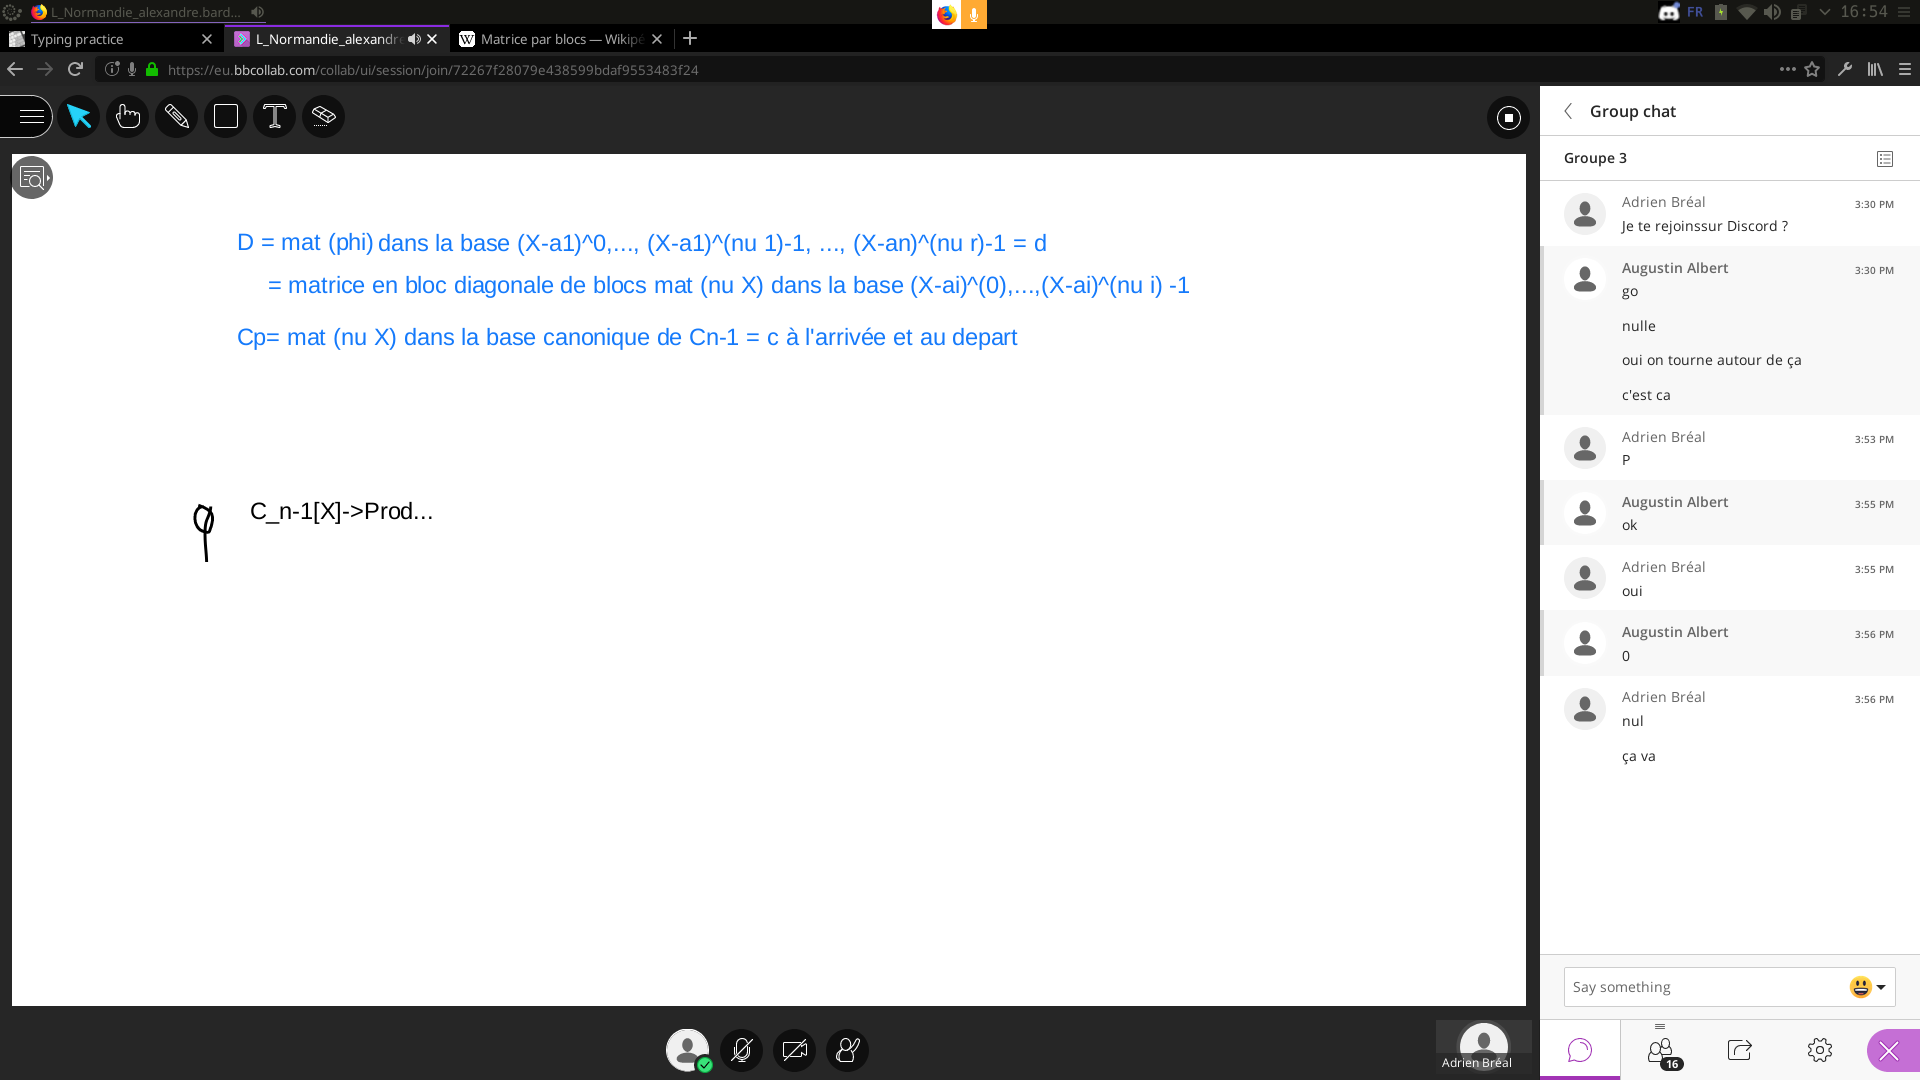 L_Normandie_alexandre.bard...
FR
16:54
Typing practice
L_Normandie_alexandre
Matrice par blocs — Wikipé
https://eu.bbcollab.com/collab/ui/session/join/72267f28079e438599bdaf9553483f24
D = mat (phi) dans la base (X-a1)^0,..., (X-a1)^(nu 1)-1, ..., (X-an)^(nu r)-1 = d
= matrice en bloc diagonale de blocs mat (nu X) dans la base (X-ai)^(0),...,(X-ai)^(nu i) -1
Cp= mat (nu X) dans la base canonique de Cn-1 = c à l'arrivée et au depart
C_n-1[X]->Prod...
Adrien Bréal
Group chat
Groupe 3
Adrien Bréal
3:30 PM
Je te rejoinssur Discord ?
Augustin Albert
3:30 PM
go
nulle
oui on tourne autour de ça
c'est ca
Adrien Bréal
3:53 PM
P
Augustin Albert
3:55 PM
ok
Adrien Bréal
3:55 PM
oui
Augustin Albert
3:56 PM
0
Adrien Bréal
3:56 PM
nul
ça va
Say something
16